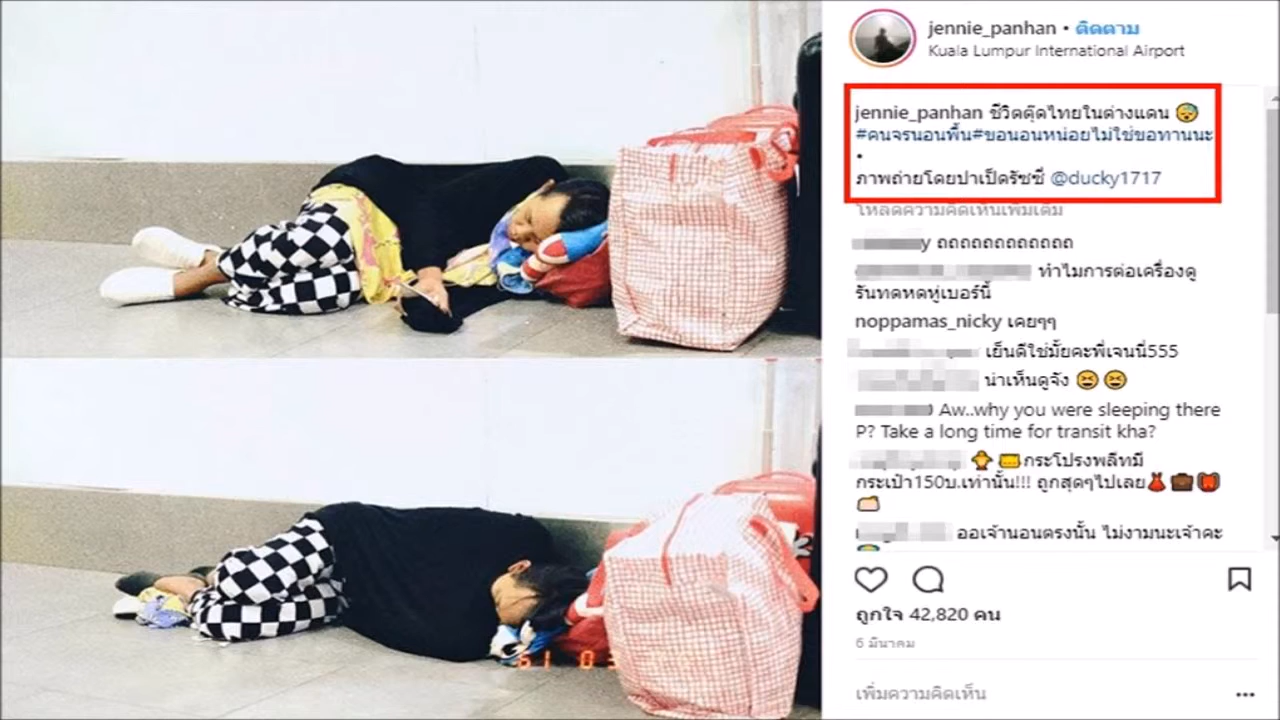 jennie_panhan • ติดตาม
Kuala Lumpur International Airport
jennie_panhan ชีวิตตุ๊ดไทยในต่างแดน 😴
#คนจรนอนพื้น#ขอนอนหน่อยไม่ใช่ขอทานนะ
•
ภาพถ่ายโดยปาเป็ดรัชชี่ @ducky1717
โหลดความคิดเห็นเพิ่มเติม
y ถถถถถถถถถถถถ
ทำไมการต่อเครื่องดู
รันทดหดหู่เบอร์นี้
noppamas_nicky เคยๆๆ
เย็นดีใช่มั้ยคะพี่เจนนี่555
น่าเห็นดูจัง 😆 😆
Aw..why you were sleeping there
P? Take a long time for transit kha?
กระโปรงพลีทมี
กระเป๋า150บ.เท่านั้น!!! ถูกสุดๆไปเลย
ออเจ้านอนตรงนั้น ไม่งามนะเจ้าคะ
ถูกใจ 42,820 คน
6 มีนาคม
เพิ่มความคิดเห็น
61 03